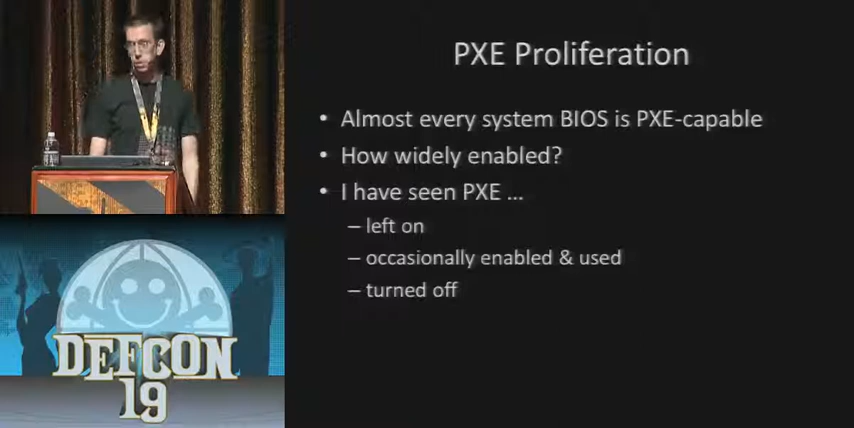 PXE Proliferation
• Almost every system BIOS is PXE-capable
• How widely enabled?
• I have seen PXE ...
– left on
– occasionally enabled & used
– turned off
DEFCON
19